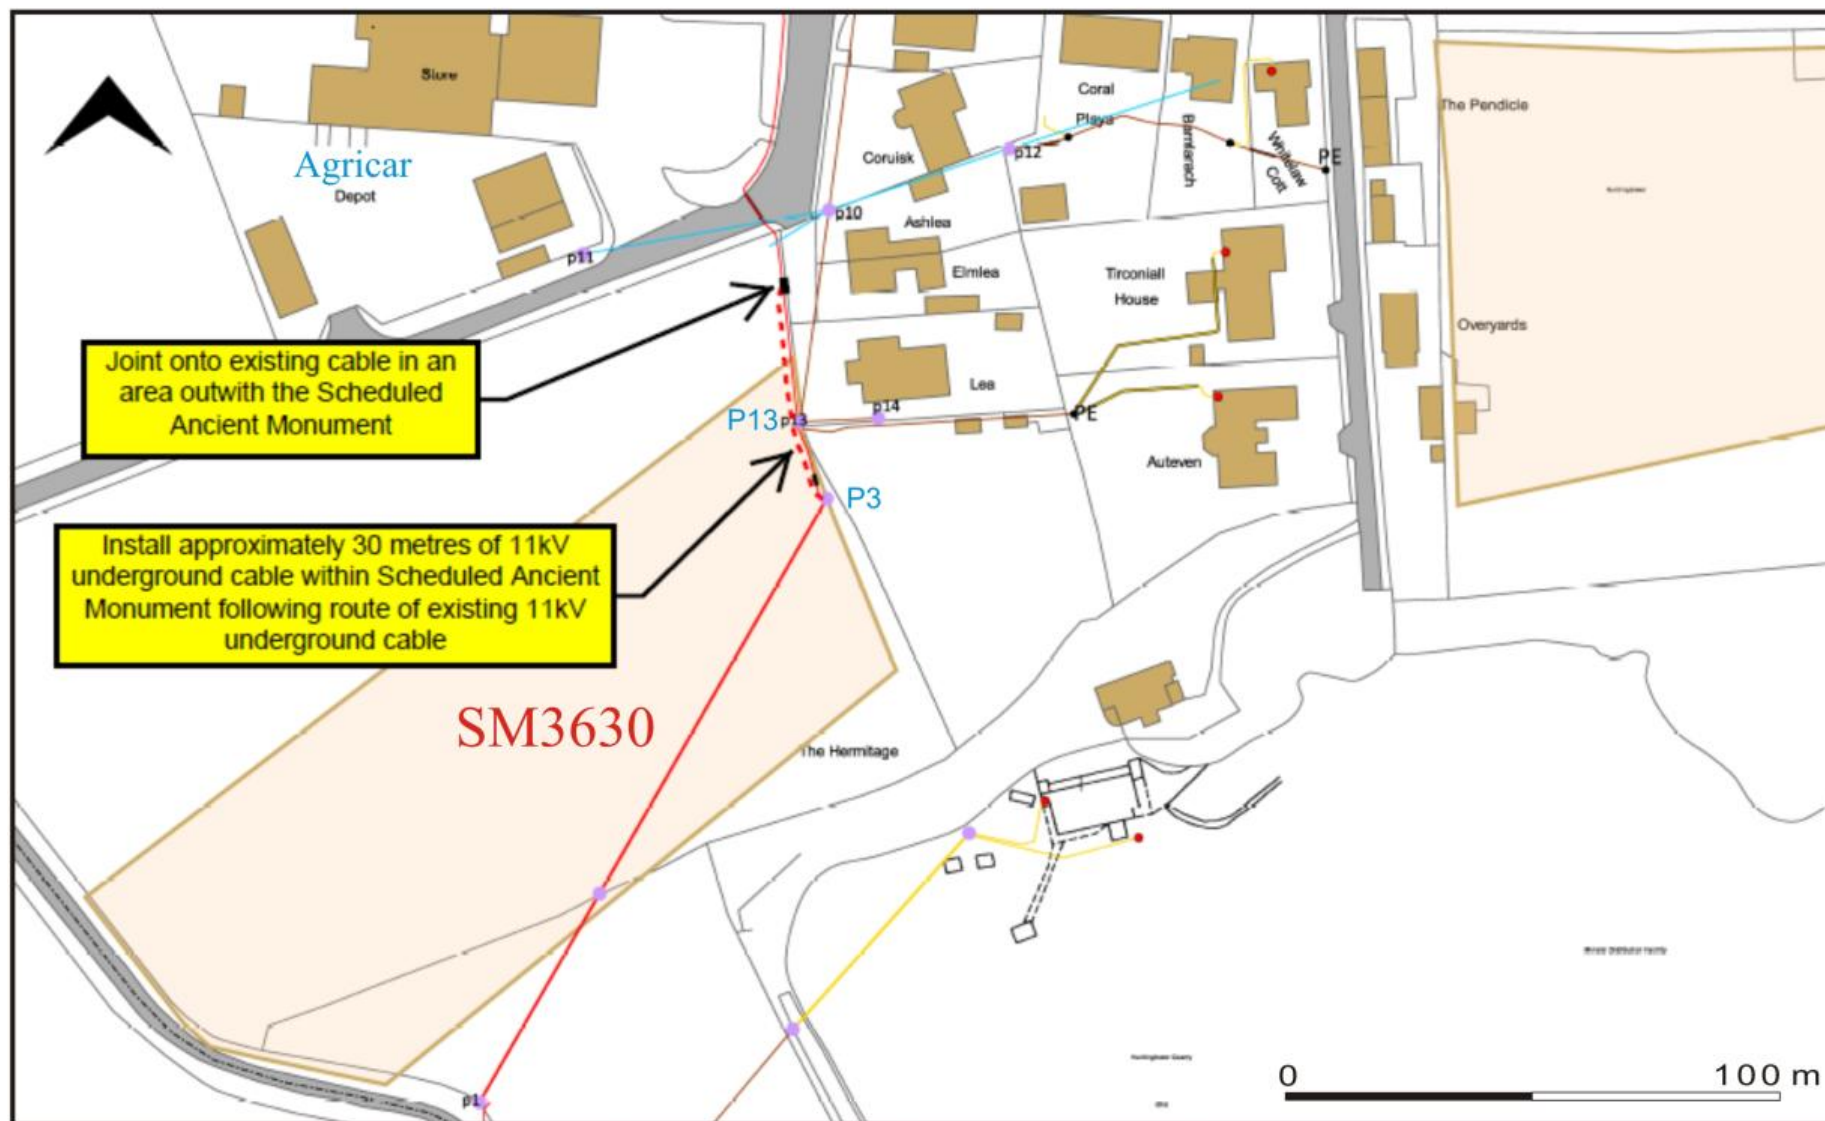 Store
Agricar
Depot
Coruisk
Coral
Playa
Barnlarach
Whitelaw
Cott
PE
The Pendicle
p12
p10
p11
Ashlea
Elmlea
Tirconiall
House
Overyards
Joint onto existing cable in an
area outwith the Scheduled
Ancient Monument
Lea
P13
p13
p14
PE
Auteven
P3
Install approximately 30 metres of 11kV
underground cable within Scheduled Ancient
Monument following route of existing 11kV
underground cable
SM3630
The Hermitage
p1
0
100 m